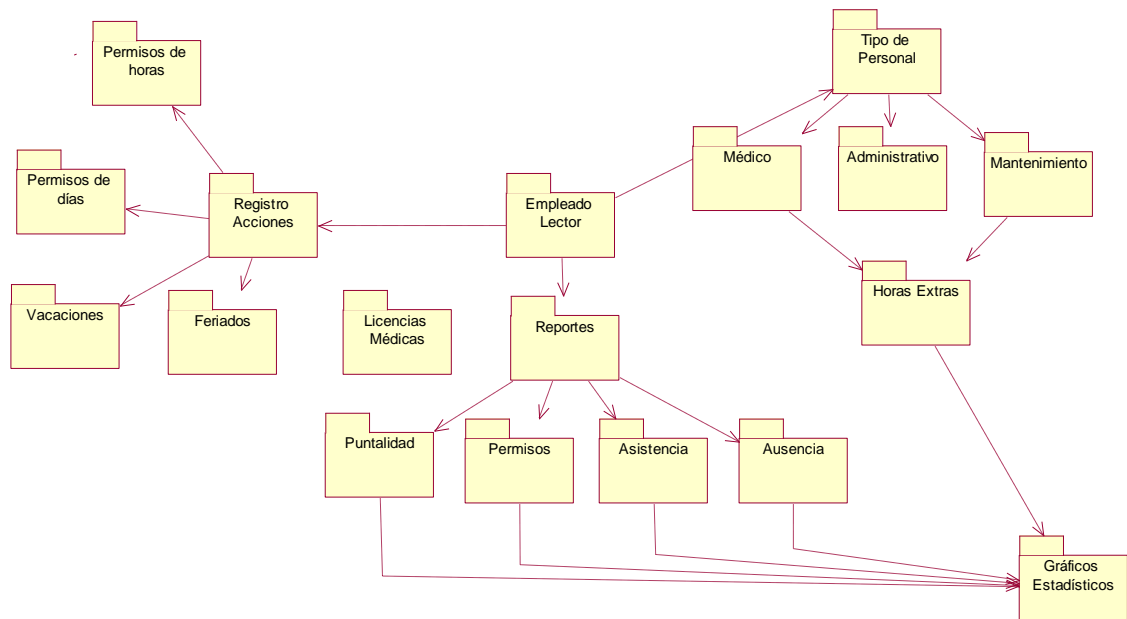 Permisos de
horas
Tipo de
Personal
Médico
Administrativo
Mantenimiento
Permisos de
días
Registro
Acciones
Empleado
Lector
Vacaciones
Feriados
Licencias
Médicas
Reportes
Horas Extras
Puntalidad
Permisos
Asistencia
Ausencia
Gráficos
Estadísticos